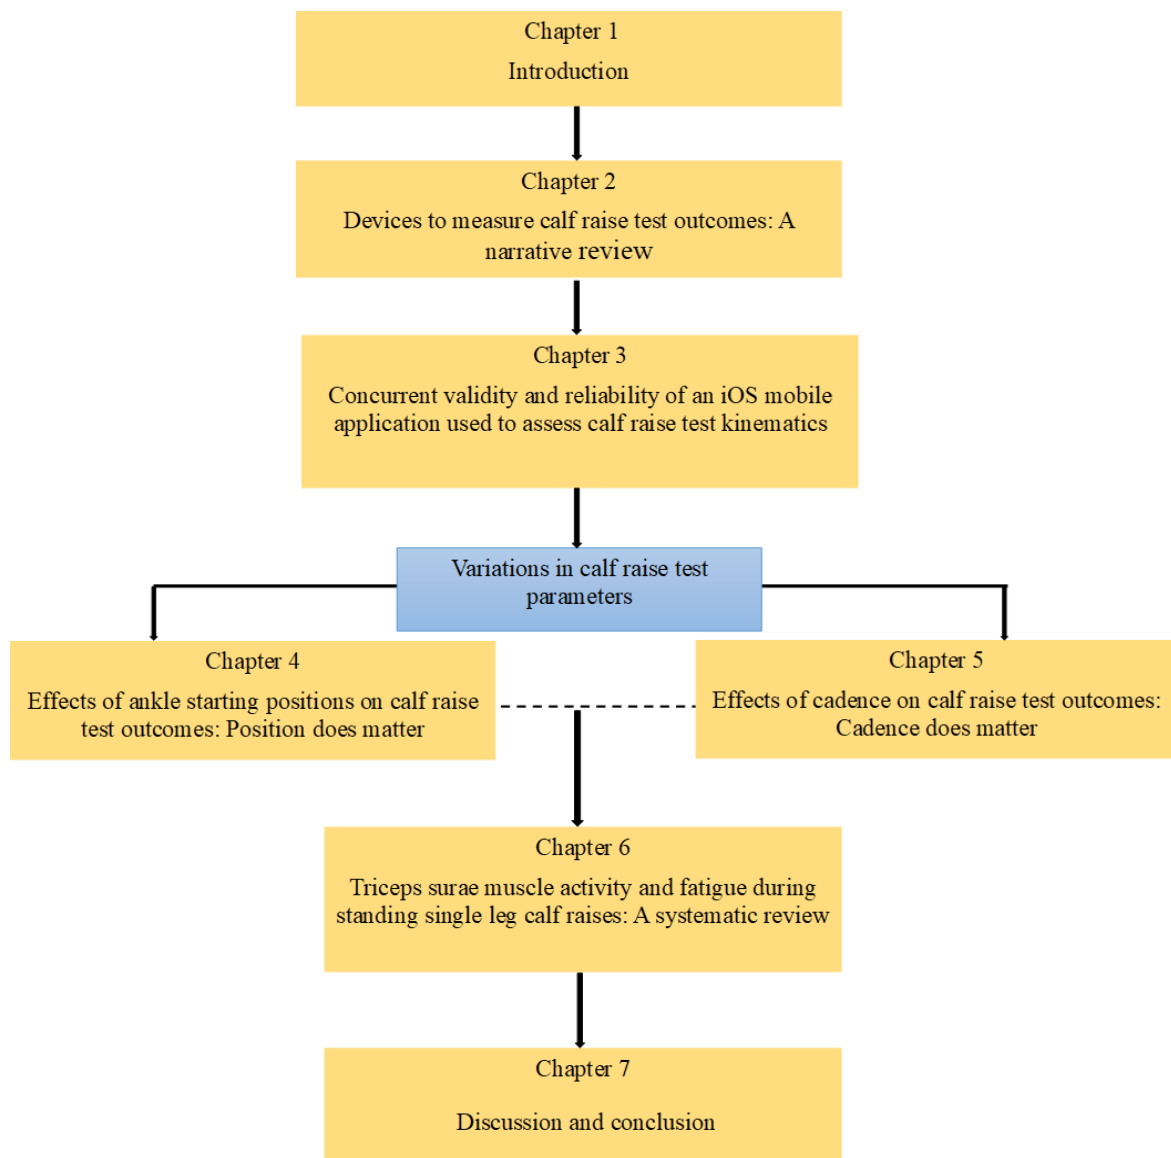 Chapter 1
Introduction
Chapter 2
Devices to measure calf raise test outcomes: A
narrative review
Chapter 3
Concurrent validity and reliability of an iOS mobile
application used to assess calf raise test kinematics
Variations in calf raise test
parameters
Chapter 4
Effects of ankle starting positions on calf raise
test outcomes: Position does matter
Chapter 5
Effects of cadence on calf raise test outcomes:
Cadence does matter
Chapter 6
Triceps surae muscle activity and fatigue during
standing single leg calf raises: A systematic review
Chapter 7
Discussion and conclusion